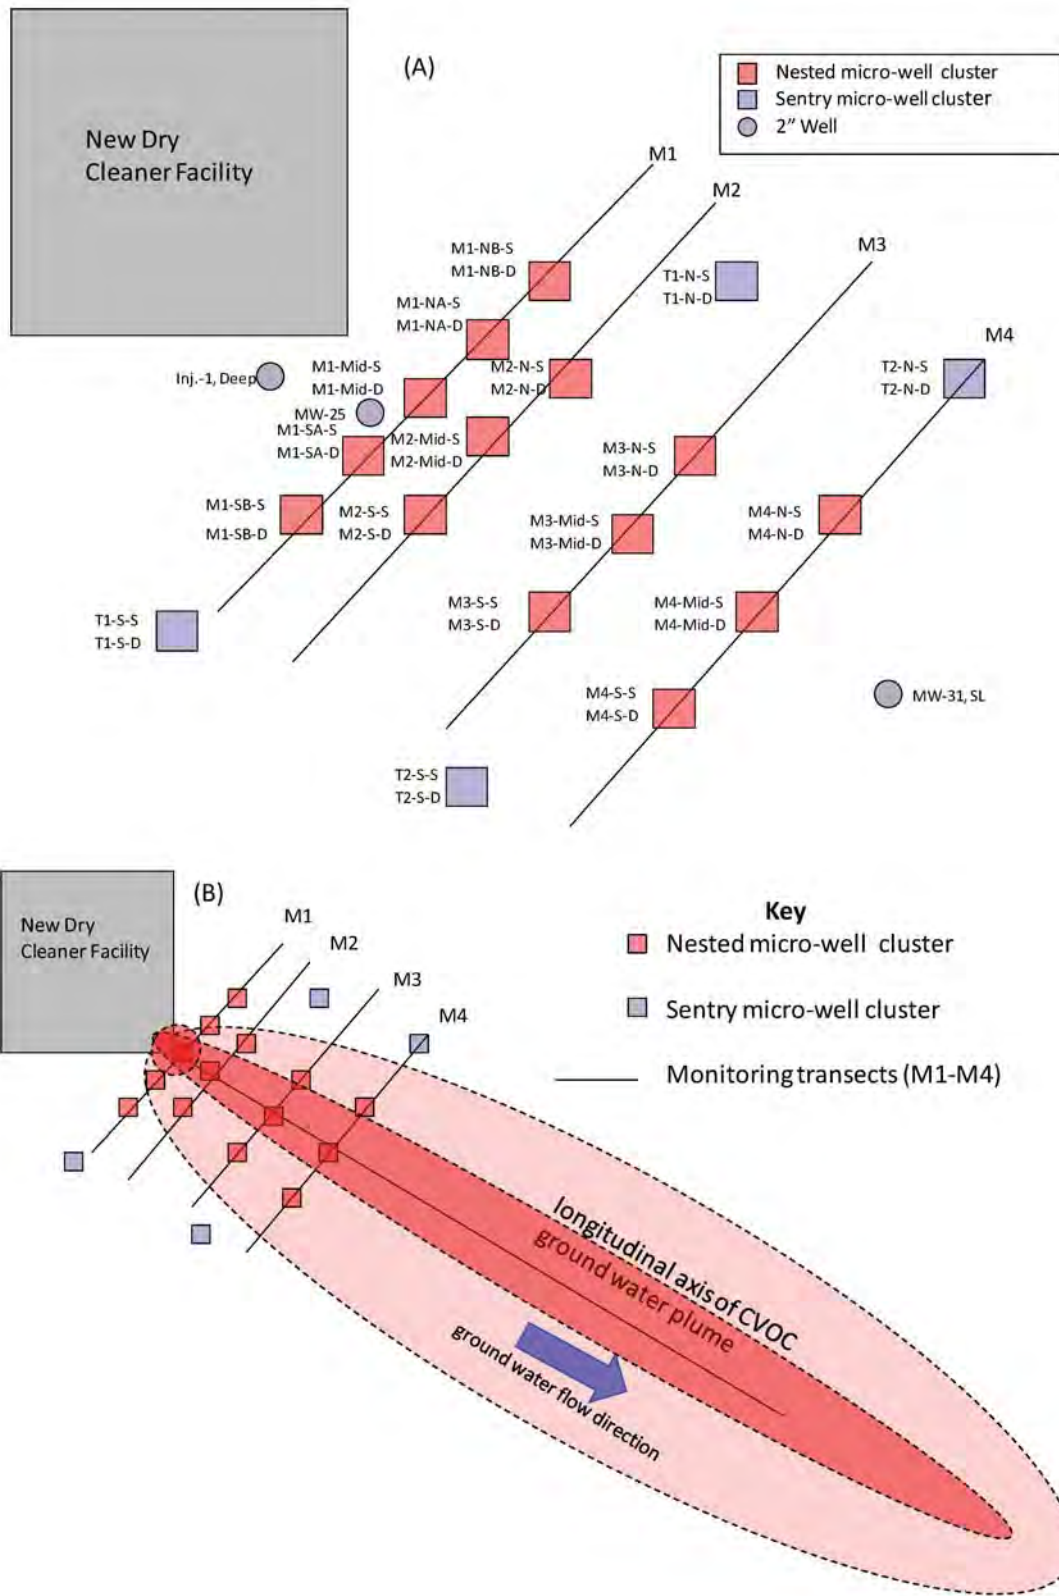 (A)
New Dry
Cleaner Facility
Nested micro-well cluster
Sentry micro-well cluster
2” Well
M1
M2
M3
M4
M1-NB-S
M1-NB-D
T1-N-S
T1-N-D
M1-NA-S
M1-NA-D
M1-Mid-S
M1-Mid-D
Inj.-1, Deep
M2-N-S
M2-N-D
T2-N-S
T2-N-D
MW-25
M1-SA-S
M1-SA-D
M2-Mid-S
M2-Mid-D
M3-N-S
M3-N-D
M1-SB-S
M1-SB-D
M2-S-S
M2-S-D
M3-Mid-S
M3-Mid-D
M4-N-S
M4-N-D
T1-S-S
T1-S-D
M3-S-S
M3-S-D
M4-Mid-S
M4-Mid-D
M4-S-S
M4-S-D
MW-31, SL
T2-S-S
T2-S-D
(B)
New Dry
Cleaner Facility
M1
M2
M3
M4
Key
Nested micro-well cluster
Sentry micro-well cluster
Monitoring transects (M1-M4)
longitudinal axis of CVOC
ground water plume
ground water flow direction